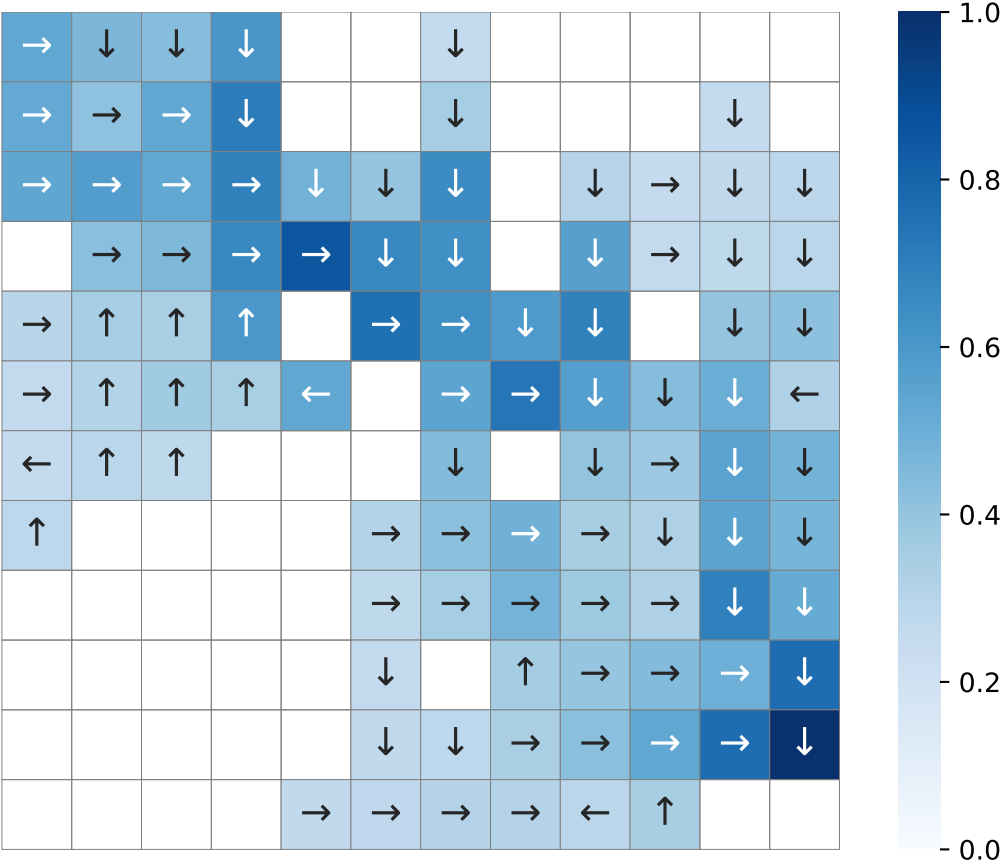 → ↓ ↓ ↓ ↓ 1.0
→ → → ↓ ↓ ↓
→ → → → ↓ ↓ ↓ ↓ → ↓ ↓ 0.8
→ → → → ↓ ↓ ↓ → ↓ ↓
→ ↑ ↑ ↑ → → ↓ ↓ ↓ ↓ 0.6
→ ↑ ↑ ↑ ← → → ↓ ↓ ↓ ←
← ↑ ↑ ↓ ↓ → ↓ ↓
↑ → → → → ↓ ↓ ↓ 0.4
→ → → → → ↓ ↓
↓ ↑ → → → ↓ 0.2
↓ ↓ → → → → ↓
→ → → → ← ↑ 0.0